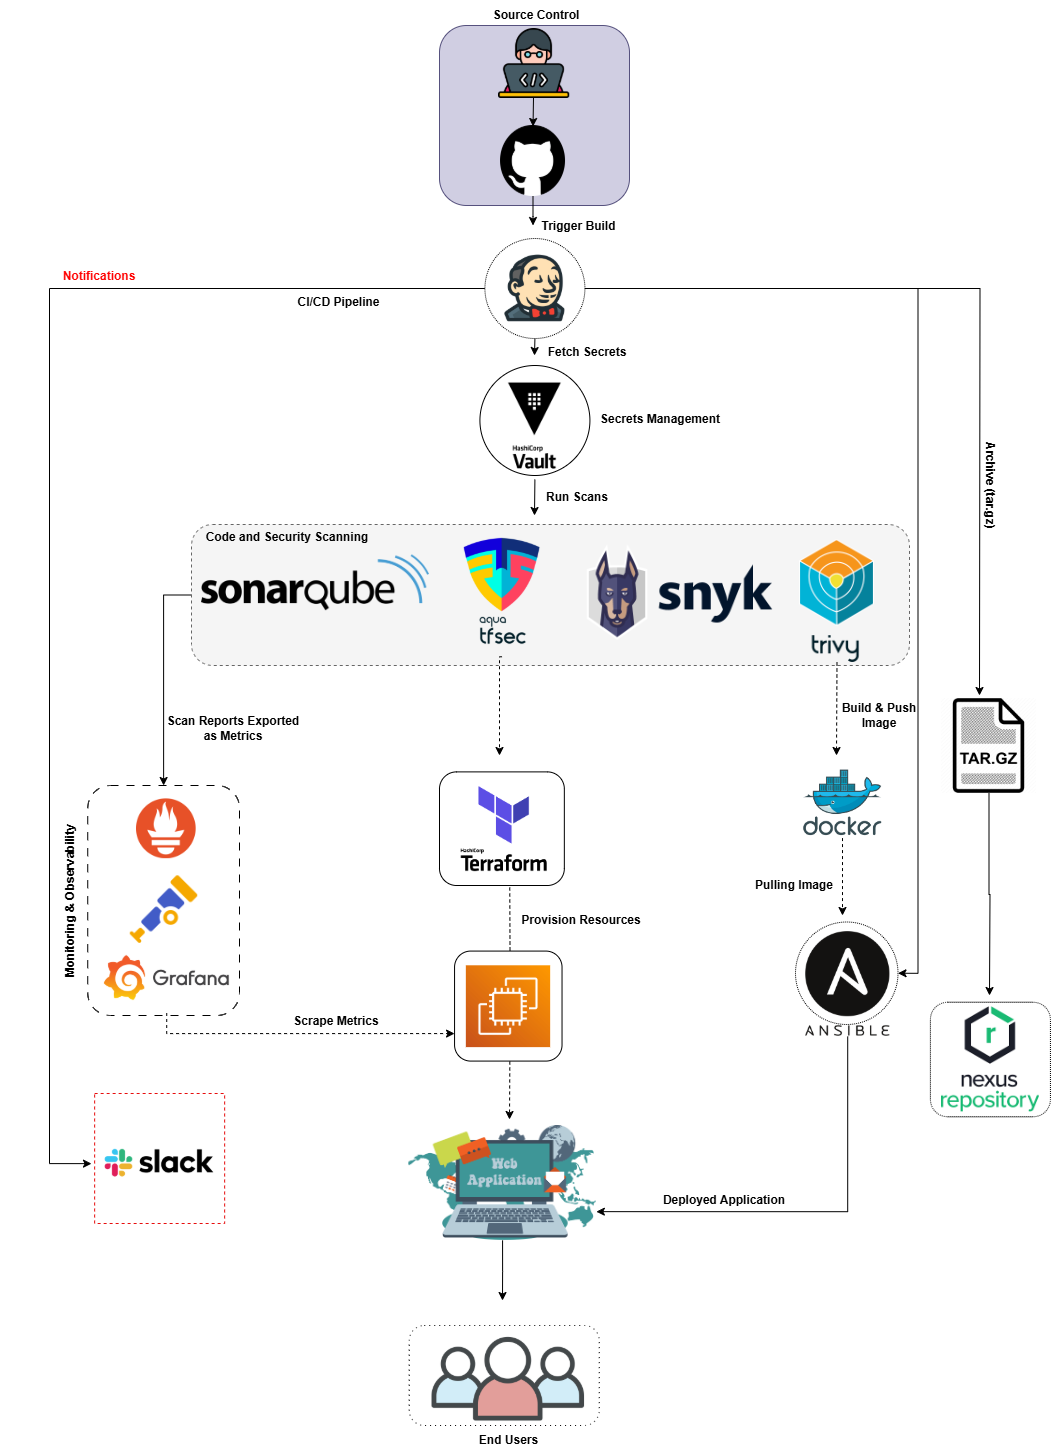 Source Control
</>
Trigger Build
Notifications
CI/CD Pipeline
Fetch Secrets
HashiCorp
Vault
Secrets Management
Archive (tar.gz)
Run Scans
Code and Security Scanning
sonarqube
aqua
tfsec
snyk
trivy
Scan Reports Exported
as Metrics
Build & Push
Image
TAR.GZ
docker
HashiCorp
Terraform
Monitoring & Observability
Pulling Image
Provision Resources
Grafana
Scrape Metrics
ANSIBLE
r
nexus
repository
slack
Web
Application
Deployed Application
End Users